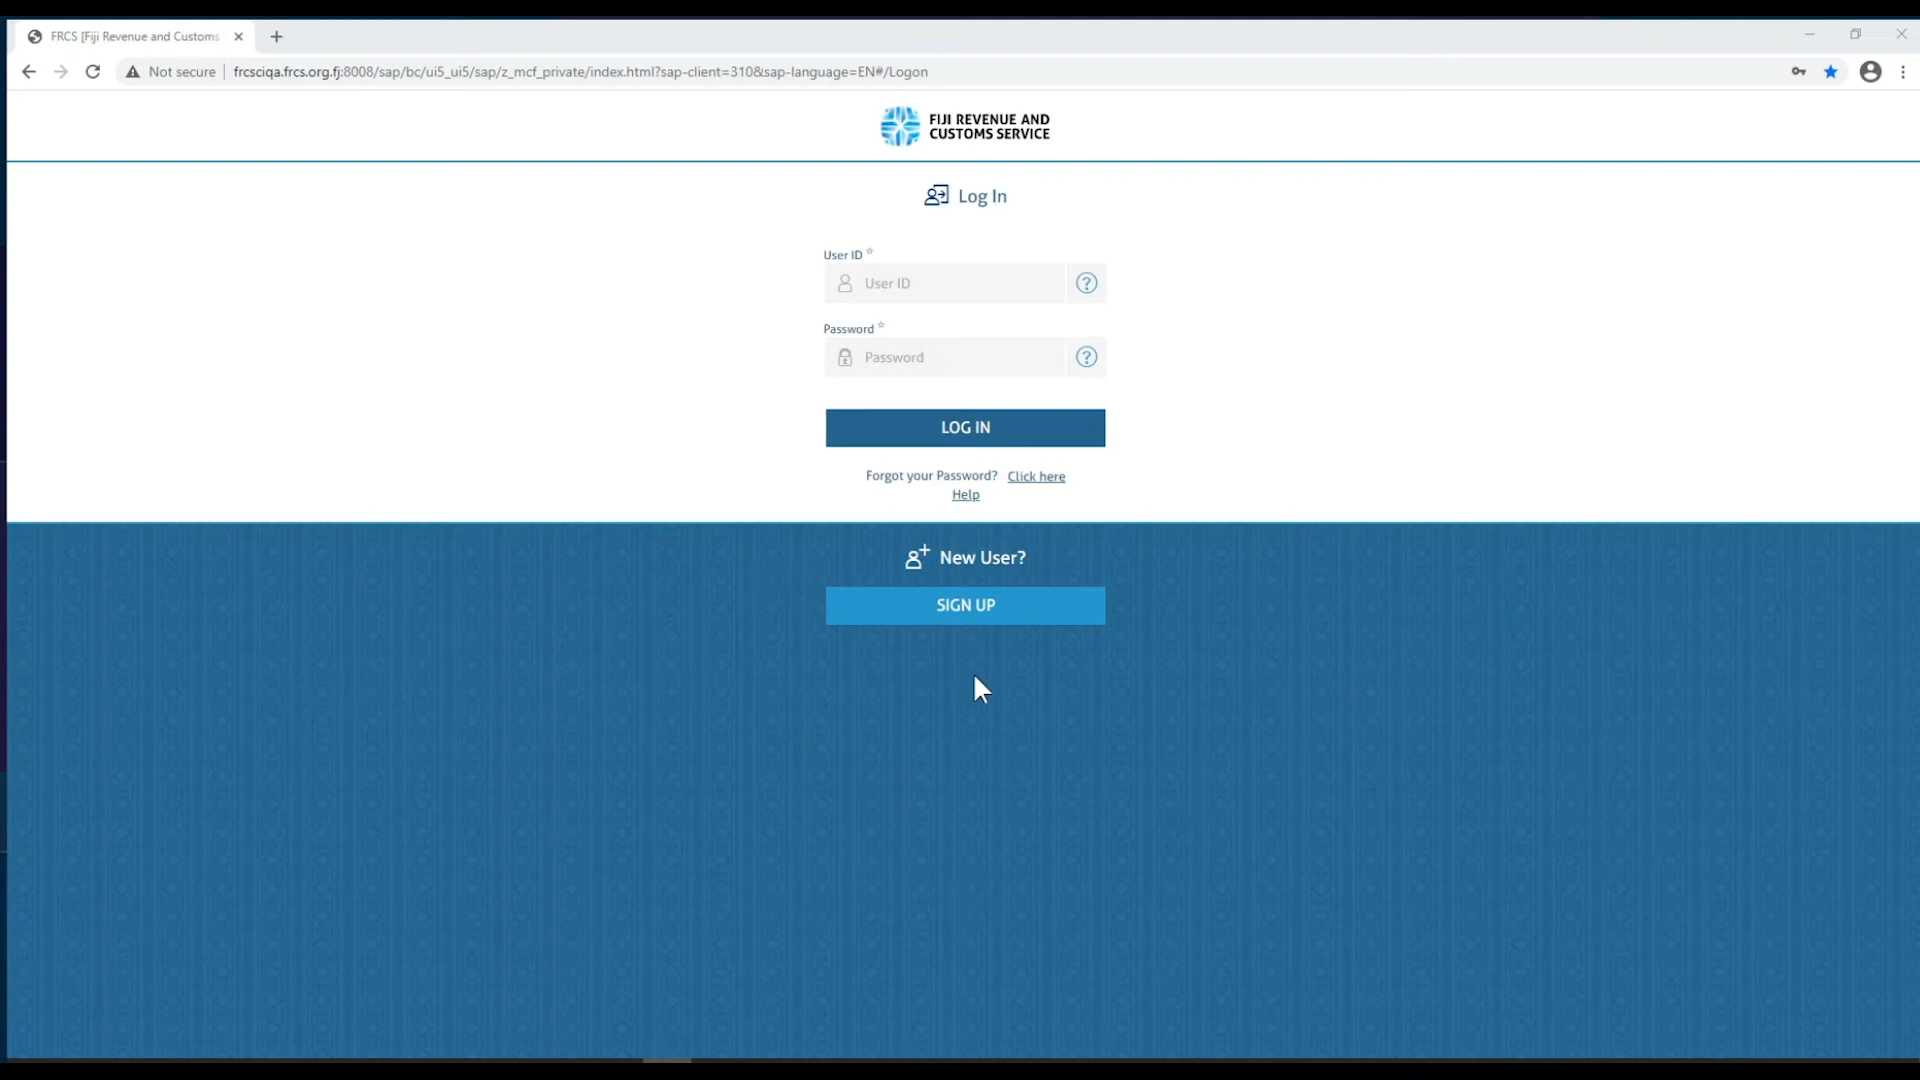 FRCS [Fiji Revenue and Customs
Not secure
frcsciqa.frcs.org.fj:8008/sap/bc/ui5_ui5/sap/z_mcf_private/index.html?sap-client=310&sap-language=EN#/Logon
FIJI REVENUE AND
CUSTOMS SERVICE
Log In
User ID *
User ID
?
Password *
Password
?
LOG IN
Forgot your Password? Click here
Help
New User?
SIGN UP